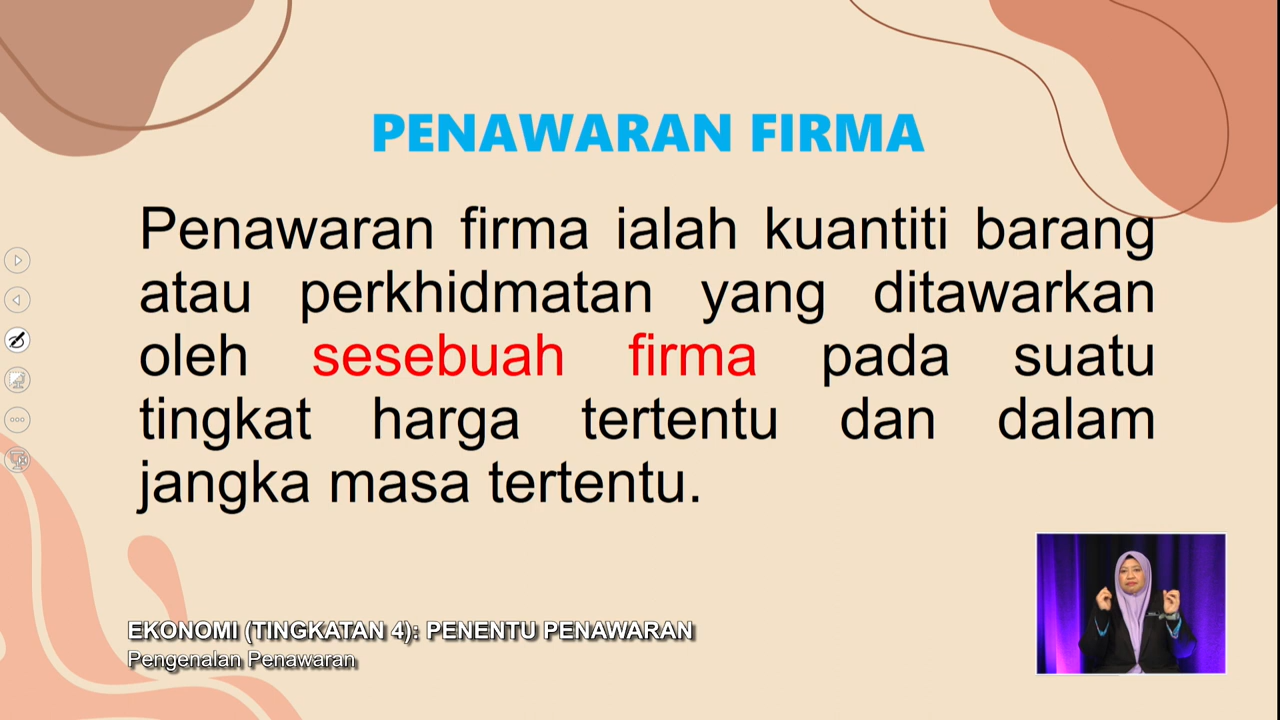 PENAWARAN FIRMA
Penawaran firma ialah kuantiti barang
atau perkhidmatan yang ditawarkan
oleh sesebuah firma pada suatu
tingkat harga tertentu dan dalam
jangka masa tertentu.
EKONOMI (TINGKATAN 4): PENENTU PENAWARAN
Pengenalan Penawaran